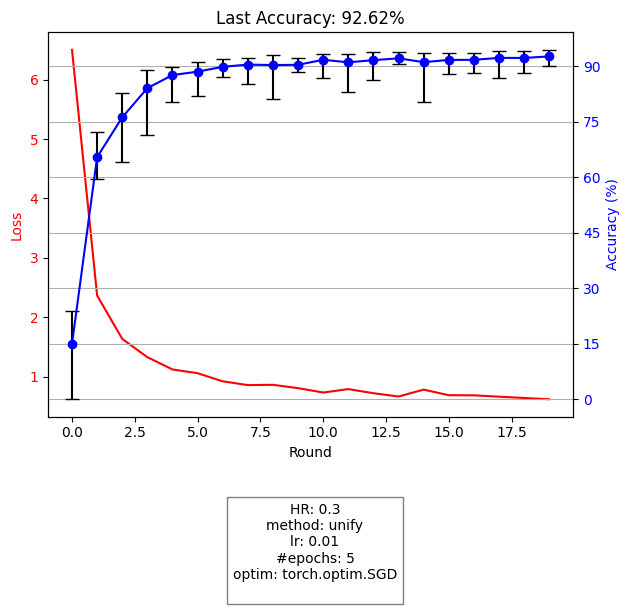 Last Accuracy: 92.62%
6
5
4
3
2
1
Loss
90
75
60
45
30
15
0
Accuracy (%)
0.0 2.5 5.0 7.5 10.0 12.5 15.0 17.5
Round
HR: 0.3
method: unify
lr: 0.01
#epochs: 5
optim: torch.optim.SGD